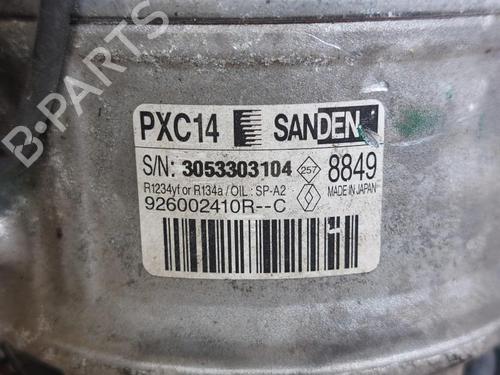 B-PARTS
PXC14 SANDEN
S/N: 3053303104 257 8849
R1234yf or R134a / OIL : SP-A2 MADE IN JAPAN
926002410R--C